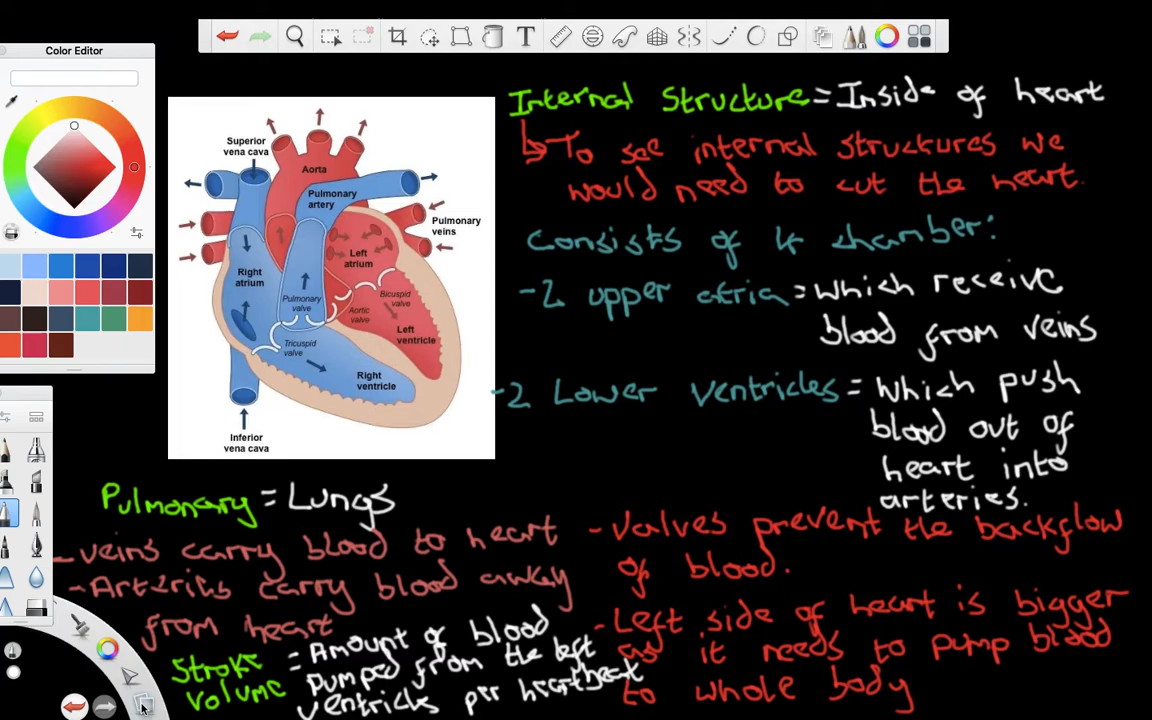 Color Editor
Internal Structure = Inside of heart
To see internal structures we
would need to cut the heart.
Consists of 4 chamber:
- 2 upper atria = which receive
blood from veins
- 2 Lower ventricles = which push
blood out of
heart into
arteries.
Superior
vena cava
Aorta
Pulmonary
artery
Pulmonary
veins
Left
atrium
Right
atrium
Pulmonary
valve
Bicuspid
valve
Aortic
valve
Left
ventricle
Tricuspid
valve
Right
ventricle
Inferior
vena cava
Pulmonary = Lungs
- veins carry blood to heart
- Arteries carry blood away
from heart
Stroke
volume
= Amount of blood
pumped from the left
ventricles per heartbeat
- Valves prevent the backflow
of blood.
- Left side of heart is bigger
as it needs to pump blood
to whole body